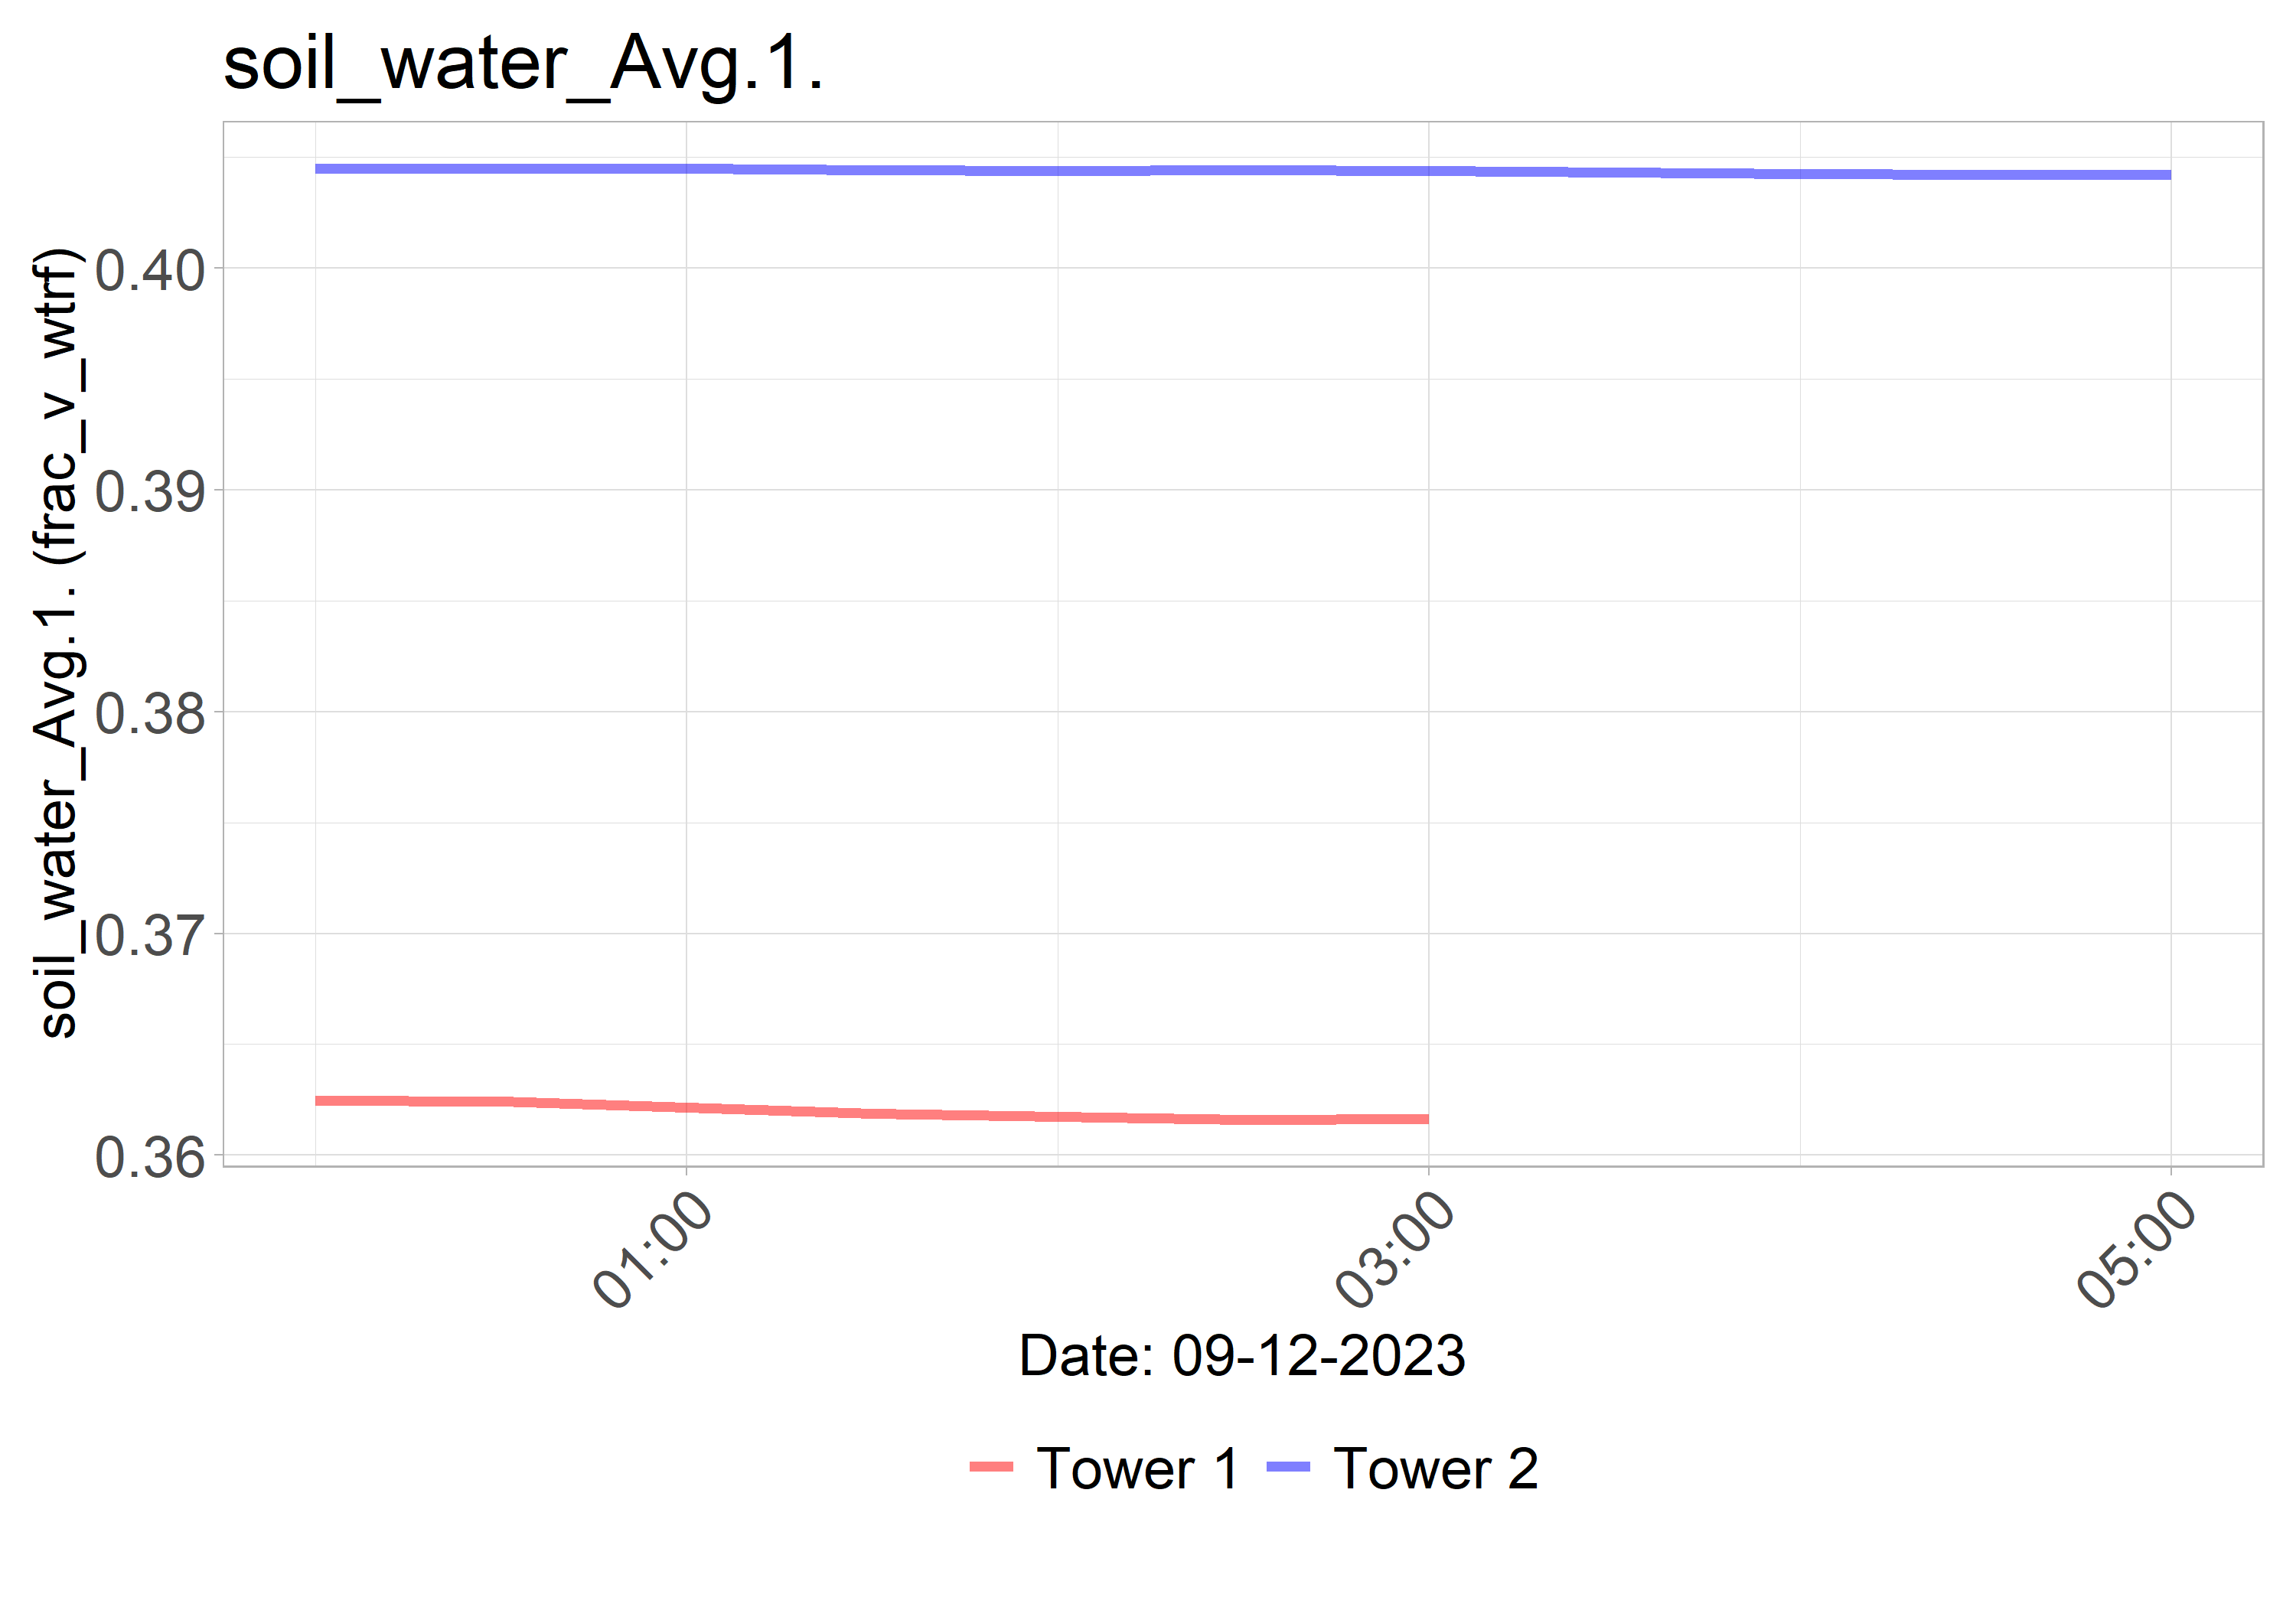 soil_water_Avg.1.
soil_water_Avg.1. (frac_v_wtrf)
0.40
0.39
0.38
0.37
0.36
01:00
03:00
05:00
Date: 09-12-2023
Tower 1
Tower 2